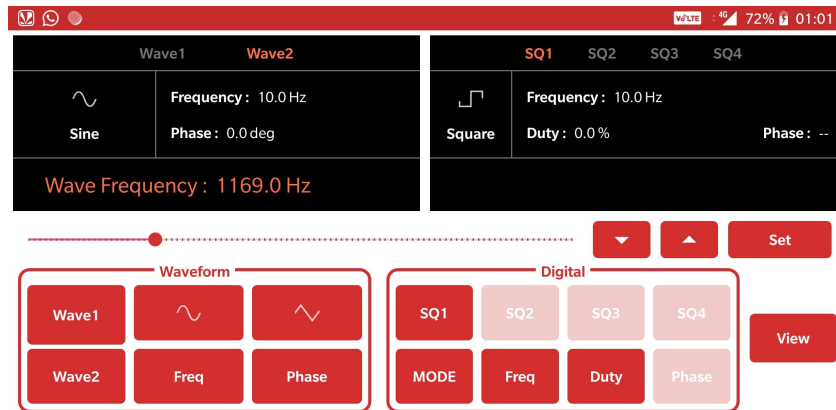 VoLTE 4G 72% 01:01
Wave1 Wave2
Frequency : 10.0 Hz
Sine Phase : 0.0 deg
Wave Frequency : 1169.0 Hz
SQ1 SQ2 SQ3 SQ4
Frequency : 10.0 Hz
Square Duty : 0.0 % Phase : --
Set
Waveform
Wave1
Wave2 Freq Phase
Digital
SQ1 SQ2 SQ3 SQ4
MODE Freq Duty Phase
View